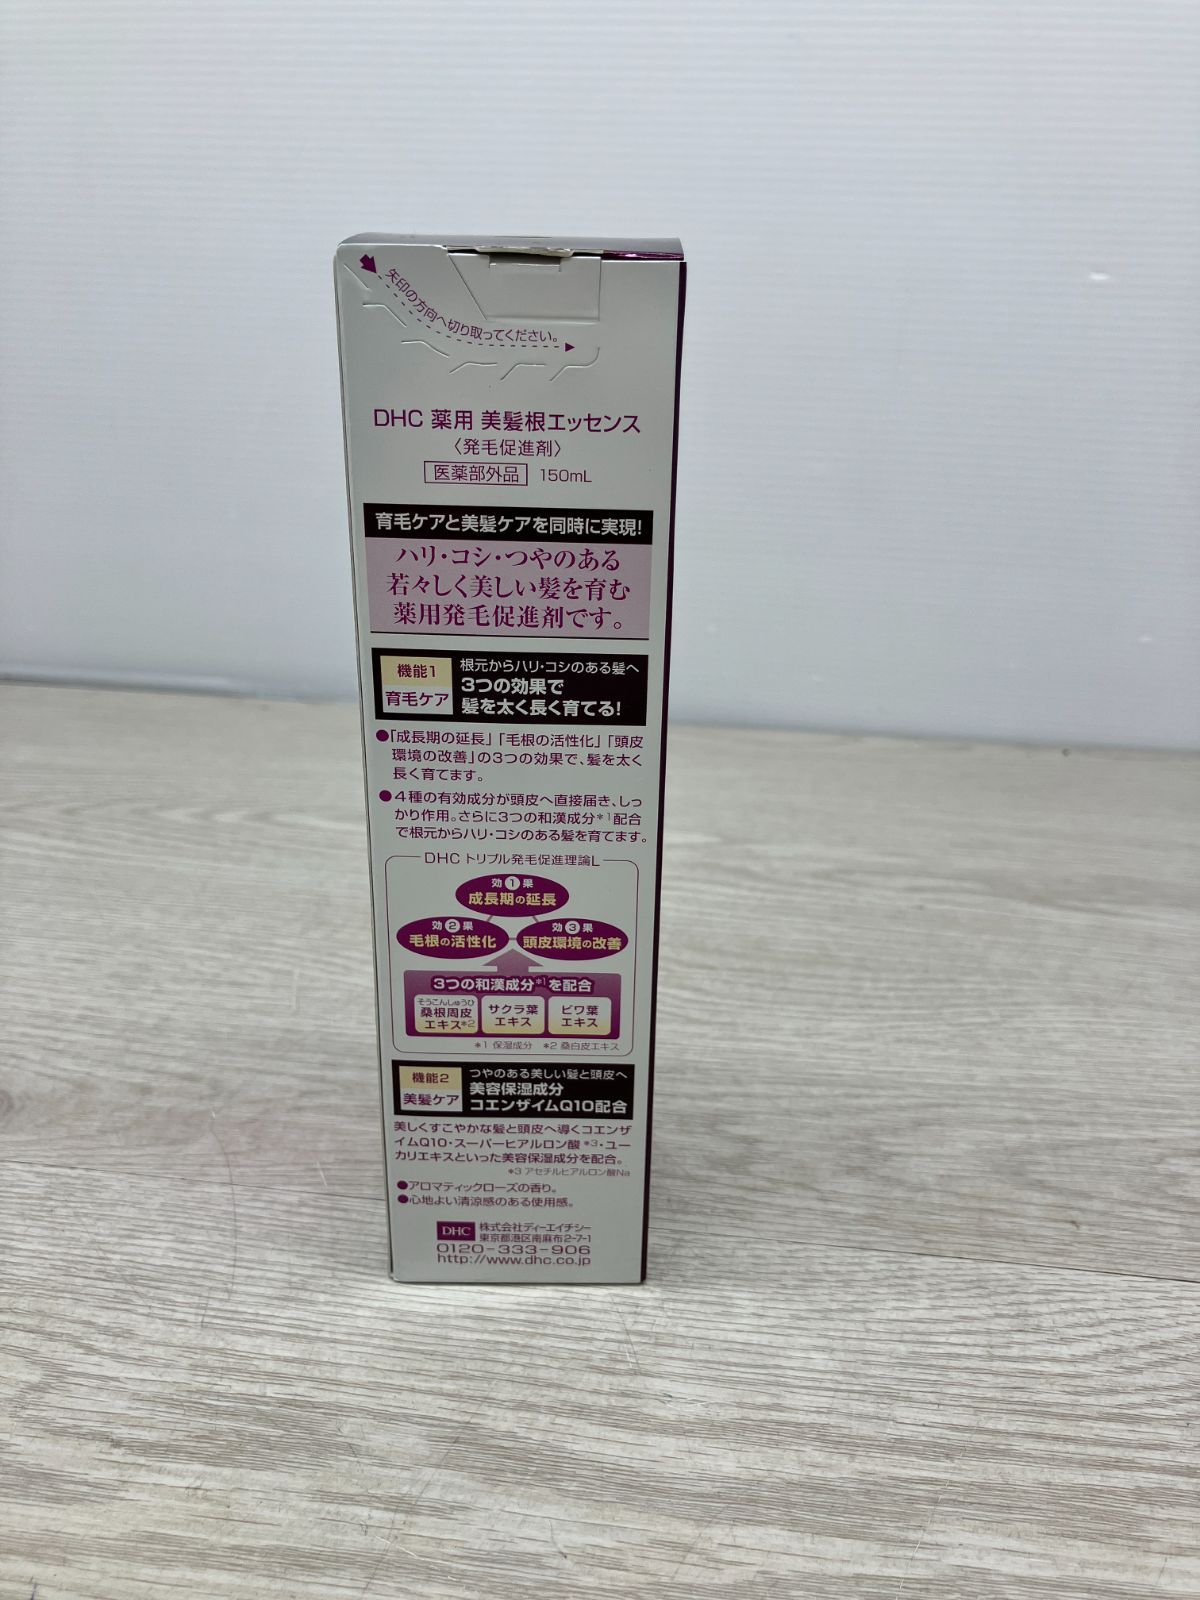 矢印の方向へ切り取ってください。
DHC 薬用 美髪根エッセンス
〈発毛促進剤〉
医薬部外品 150mL
育毛ケアと美髪ケアを同時に実現!
ハリ・コシ・つやのある
若々しく美しい髪を育む
薬用発毛促進剤です。
機能1
育毛ケア
根元からハリ・コシのある髪へ
3つの効果で
髪を太く長く育てる!
●「成長期の延長」「毛根の活性化」「頭皮
環境の改善」の3つの効果で、髪を太く
長く育てます。
●4種の有効成分が頭皮へ直接届き、しっ
かり作用。さらに3つの和漢成分*1配合
で根元からハリ・コシのある髪を育てます。
DHC トリプル発毛促進理論L
効1果
成長期の延長
効2果
毛根の活性化
効3果
頭皮環境の改善
3つの和漢成分*1を配合
そうこんしゅうひ
桑根周皮
エキス*2
サクラ葉
エキス
ビワ葉
エキス
*1 保湿成分 *2 桑白皮エキス
機能2
美髪ケア
つやのある美しい髪と頭皮へ
美容保湿成分
コエンザイムQ10配合
美しくすこやかな髪と頭皮へ導くコエンザ
イムQ10・スーパーヒアルロン酸*3・ユー
カリエキスといった美容保湿成分を配合。
*3 アセチルヒアルロン酸Na
●アロマティックローズの香り。
●心地よい清涼感のある使用感。
DHC 株式会社ディーエイチシー
東京都港区南麻布2-7-1
0120-333-906
http://www.dhc.co.jp